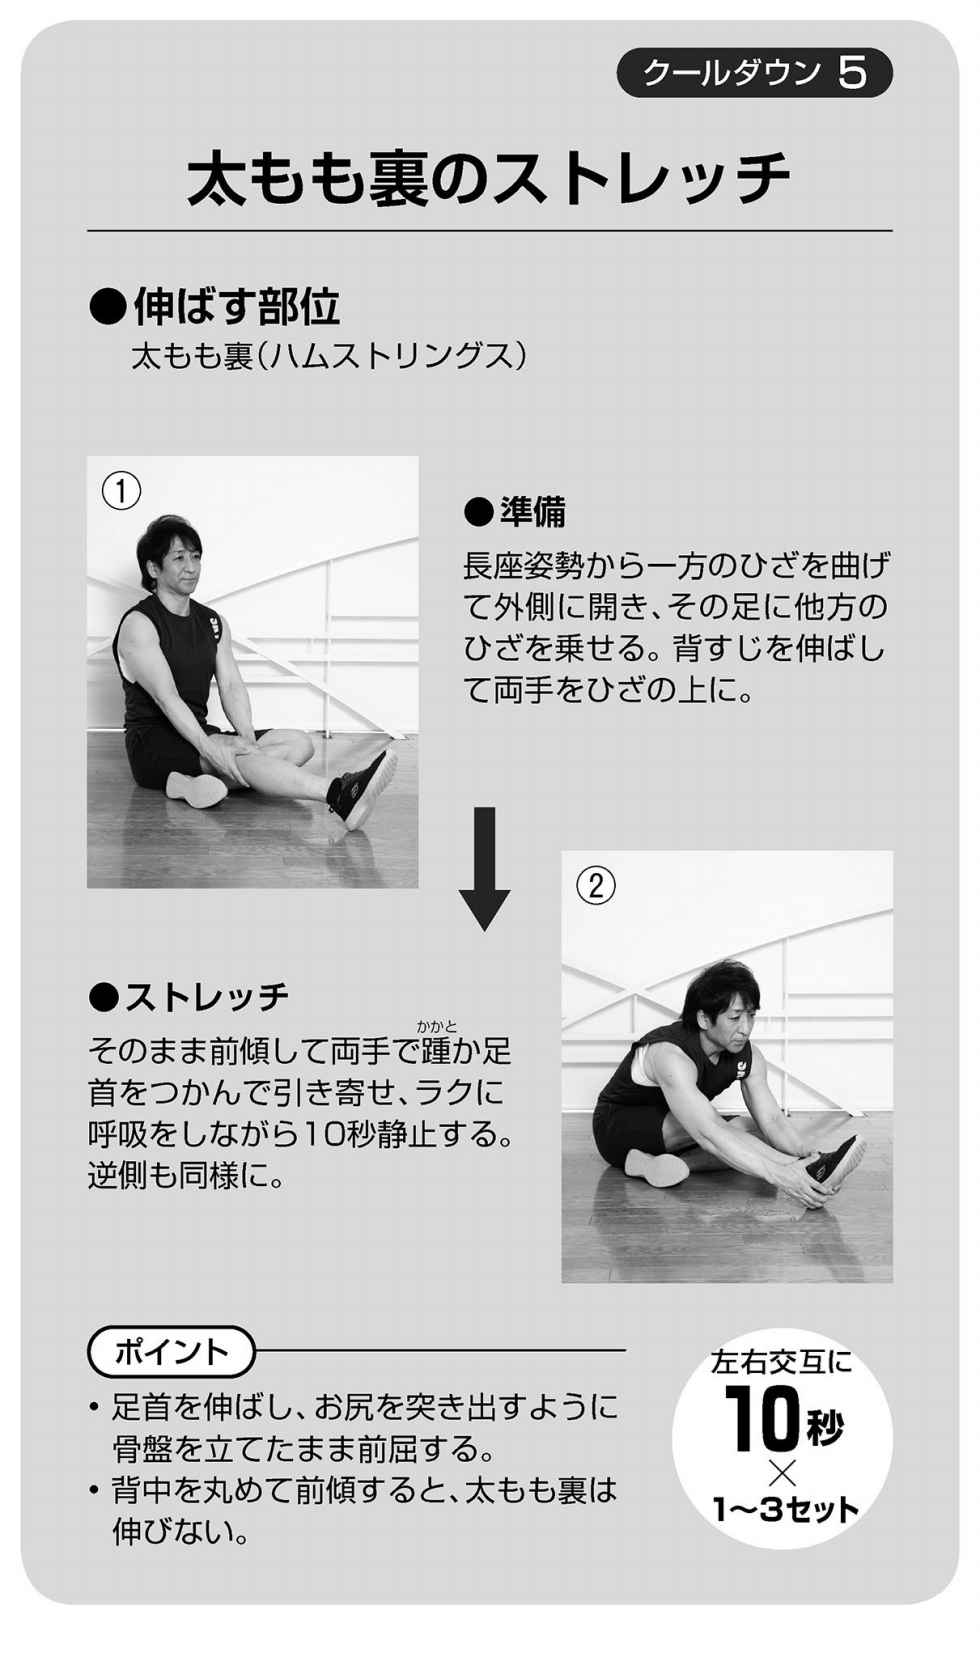 クールダウン 5
太もも裏のストレッチ
●伸ばす部位
太もも裏（ハムストリングス）
①
●準備
長座姿勢から一方のひざを曲げ
て外側に開き、その足に他方の
ひざを乗せる。背すじを伸ばし
て両手をひざの上に。
②
●ストレッチ
かかと
そのまま前傾して両手で踵か足
首をつかんで引き寄せ、ラクに
呼吸をしながら10秒静止する。
逆側も同様に。
ポイント
・足首を伸ばし、お尻を突き出すように
骨盤を立てたまま前屈する。
・背中を丸めて前傾すると、太もも裏は
伸びない。
左右交互に
10秒
×
1～3セット